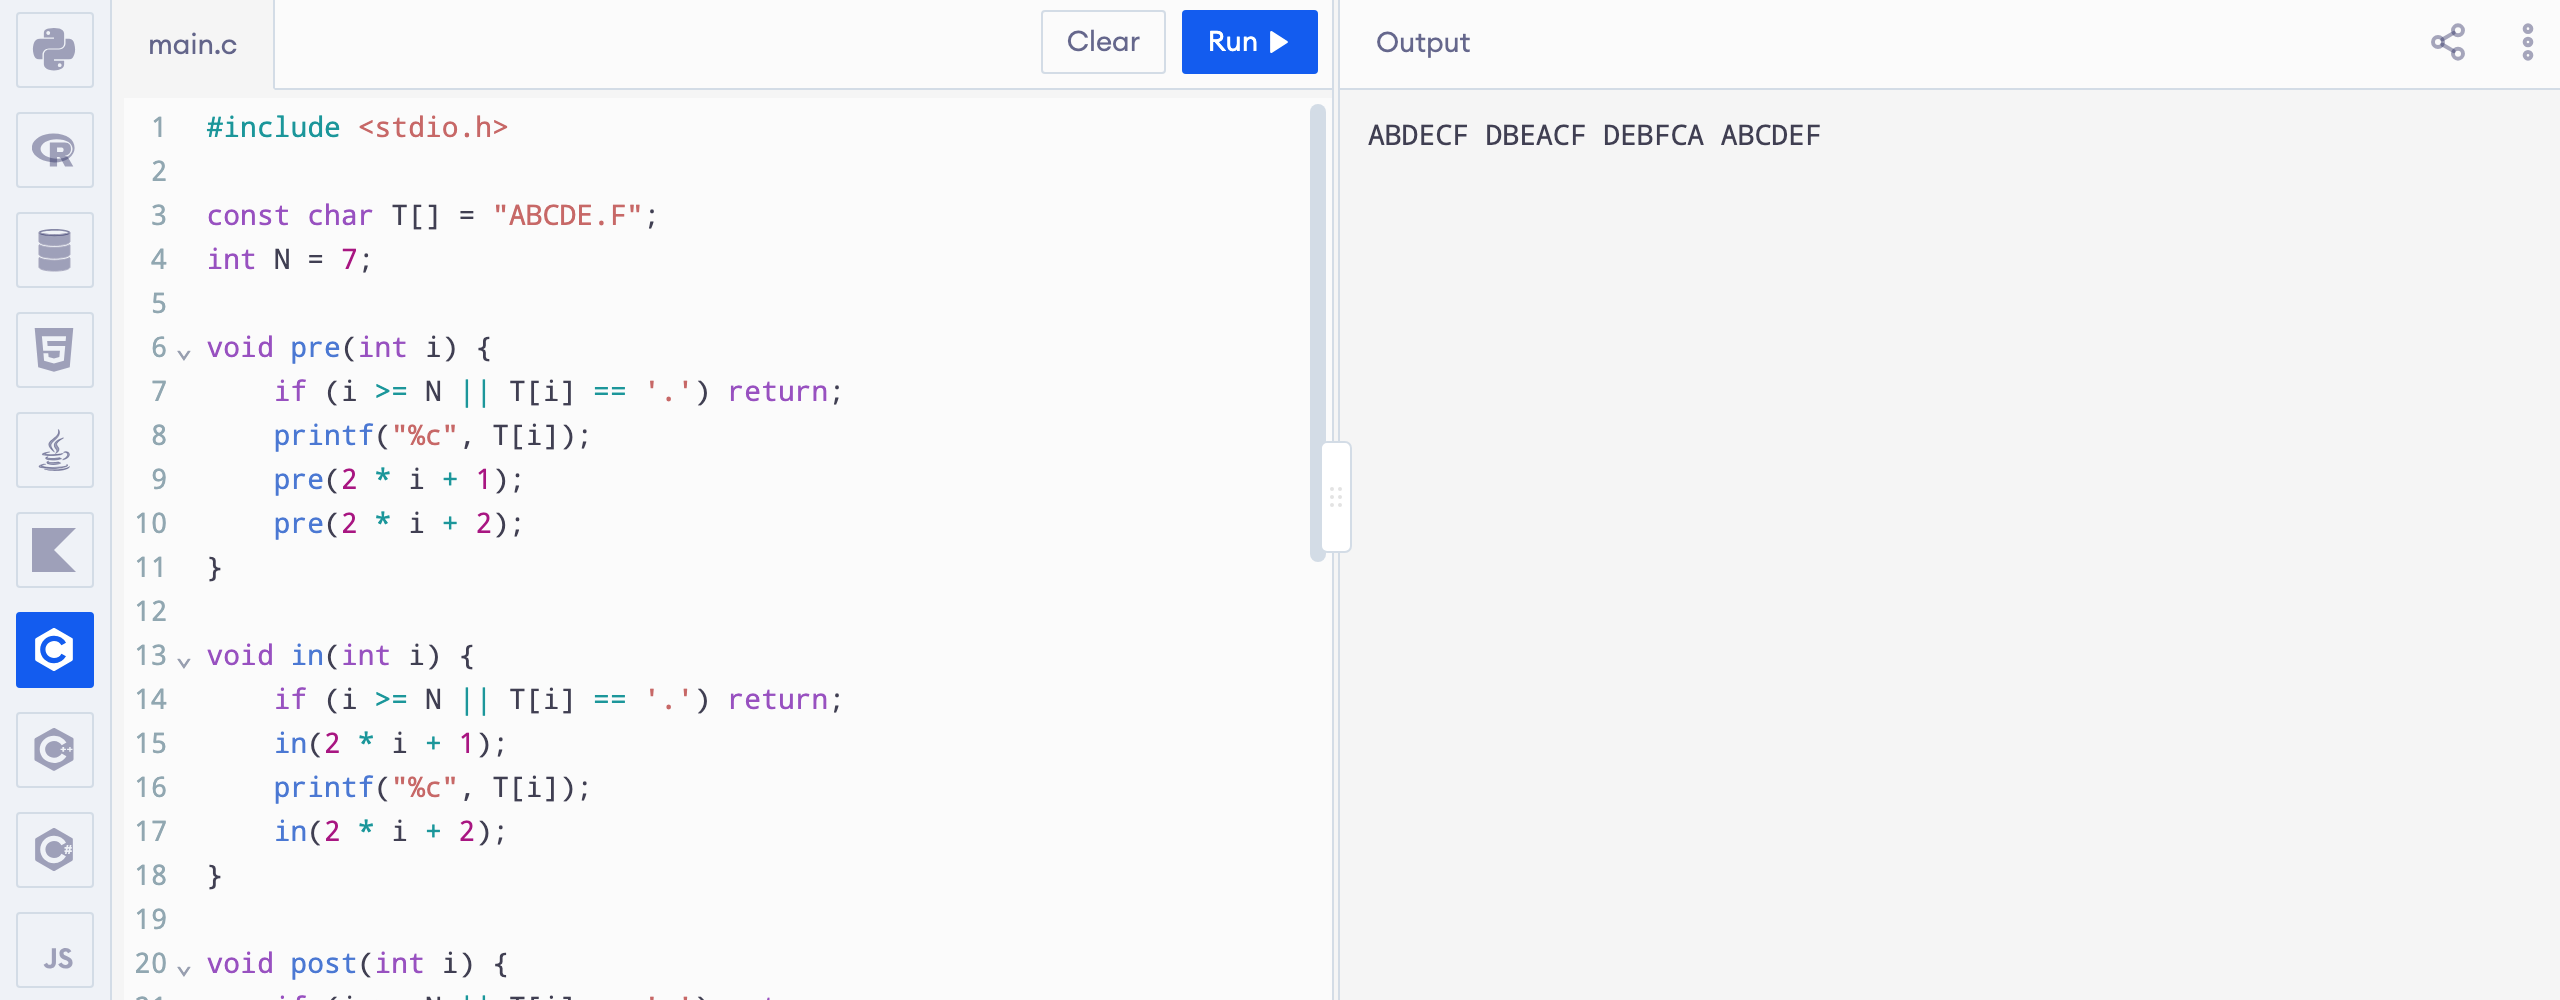 main.c
Clear
Run
Output
1 #include <stdio.h>
2
3 const char T[] = "ABCDE.F";
4 int N = 7;
5
6 void pre(int i) {
7     if (i >= N || T[i] == '.') return;
8     printf("%c", T[i]);
9     pre(2 * i + 1);
10     pre(2 * i + 2);
11 }
12
13 void in(int i) {
14     if (i >= N || T[i] == '.') return;
15     in(2 * i + 1);
16     printf("%c", T[i]);
17     in(2 * i + 2);
18 }
19
20 void post(int i) {
ABDECF DBEACF DEBFCA ABCDEF
R
5
C
C++
C#
JS